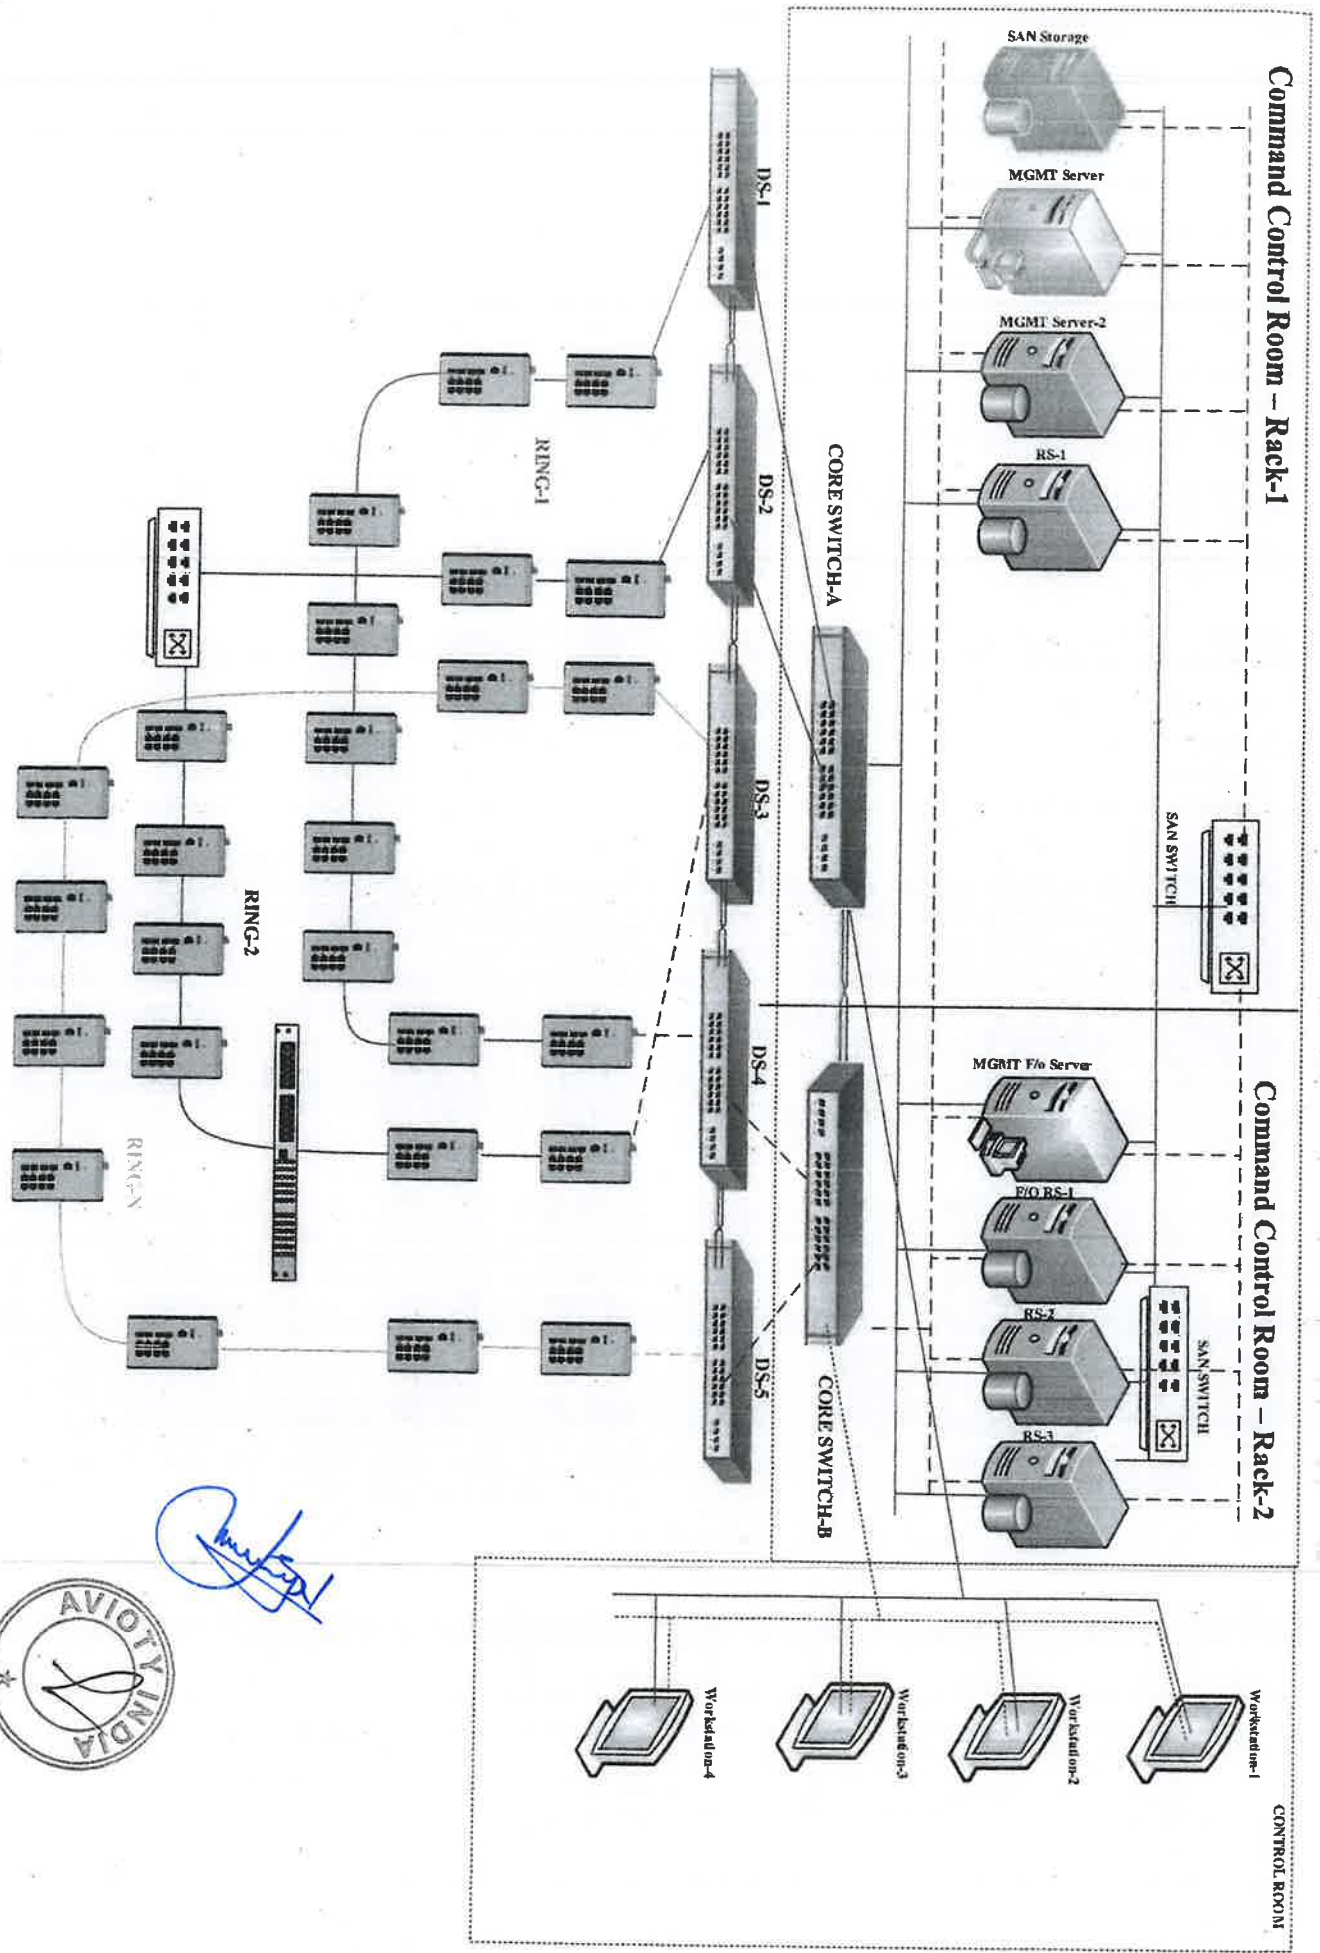 Command Control Room – Rack-1
Command Control Room – Rack-2
SAN Storage
MGMT Server
MGMT Server-2
RS-1
SAN SWITCH
MGMT F/o Server
F/O RS-1
RS-2
RS-3
SAN SWITCH
CORE SWITCH-A
CORE SWITCH-B
DS-1
DS-2
DS-3
DS-4
DS-5
RING-1
RING-2
RING-N
CONTROL ROOM
Workstation-1
Workstation-2
Workstation-3
Workstation-4
AVIOTY INDIA